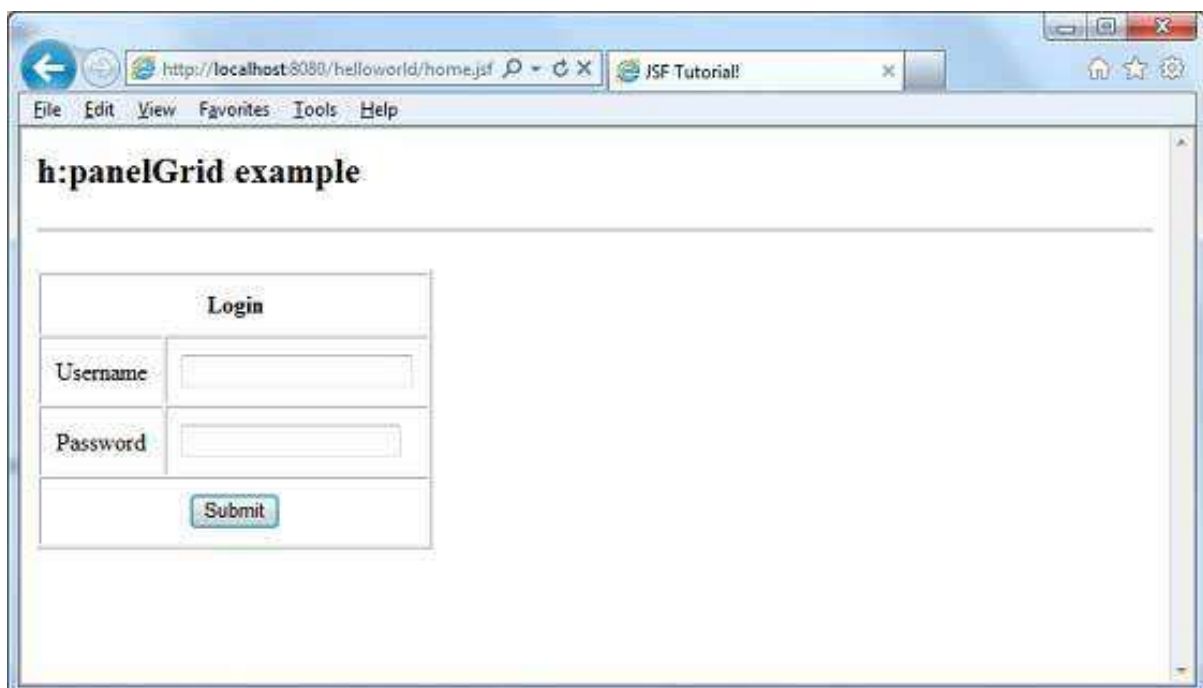 http://localhost:8080/helloworld/home.jsf
JSF Tutorial!
File Edit View Favorites Tools Help
h:panelGrid example
Login
Username
Password
Submit